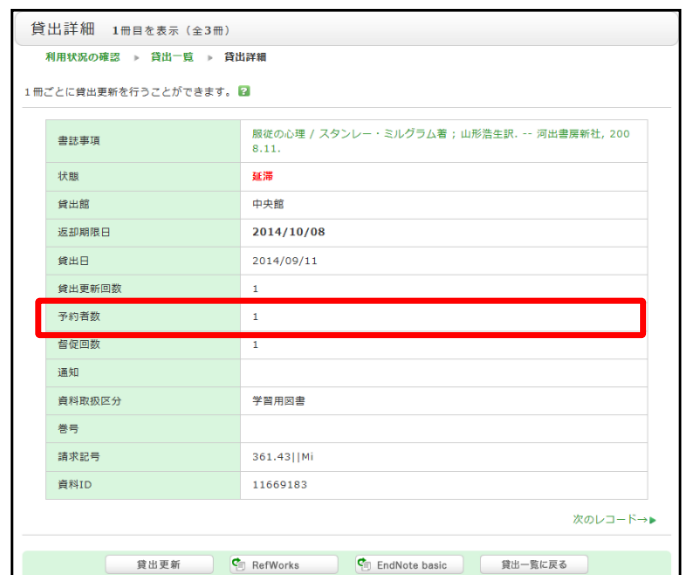 貸出詳細 1冊目を表示（全3冊）
利用状況の確認 ▶ 貸出一覧 ▶ 貸出詳細
1冊ごとに貸出更新を行うことができます。 ?
書誌事項 服従の心理 / スタンレー・ミルグラム著 ; 山形浩生訳. -- 河出書房新社, 200
8.11.
状態 延滞
貸出館 中央館
返却期限日 2014/10/08
貸出日 2014/09/11
貸出更新回数 1
予約者数 1
督促回数 1
通知
資料取扱区分 学習用図書
巻号
請求記号 361.43||Mi
資料ID 11669183
次のレコード→▶
貸出更新 RefWorks EndNote basic 貸出一覧に戻る